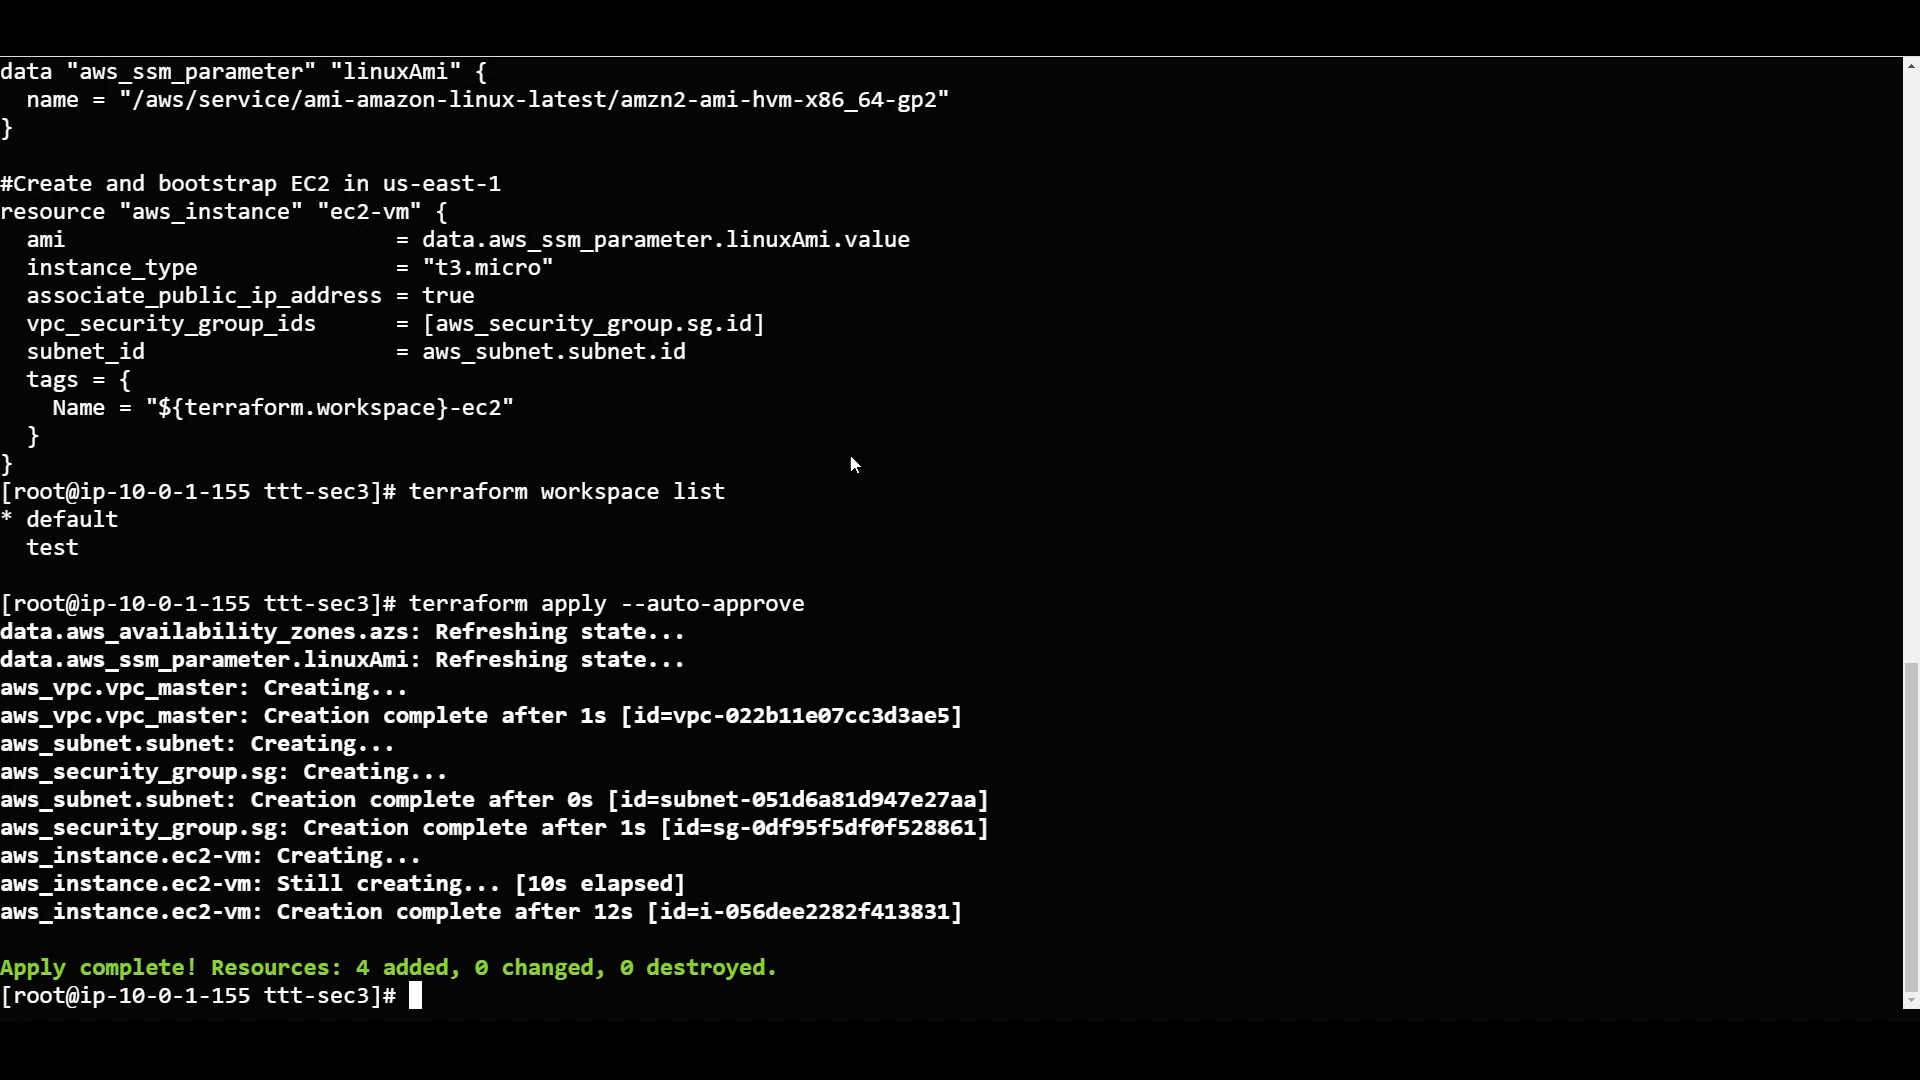 data "aws_ssm_parameter" "linuxAmi" {
  name = "/aws/service/ami-amazon-linux-latest/amzn2-ami-hvm-x86_64-gp2"
}

#Create and bootstrap EC2 in us-east-1
resource "aws_instance" "ec2-vm" {
  ami                         = data.aws_ssm_parameter.linuxAmi.value
  instance_type               = "t3.micro"
  associate_public_ip_address = true
  vpc_security_group_ids      = [aws_security_group.sg.id]
  subnet_id                   = aws_subnet.subnet.id
  tags = {
    Name = "${terraform.workspace}-ec2"
  }
}
[root@ip-10-0-1-155 ttt-sec3]# terraform workspace list
* default
  test

[root@ip-10-0-1-155 ttt-sec3]# terraform apply --auto-approve
data.aws_availability_zones.azs: Refreshing state...
data.aws_ssm_parameter.linuxAmi: Refreshing state...
aws_vpc.vpc_master: Creating...
aws_vpc.vpc_master: Creation complete after 1s [id=vpc-022b11e07cc3d3ae5]
aws_subnet.subnet: Creating...
aws_security_group.sg: Creating...
aws_subnet.subnet: Creation complete after 0s [id=subnet-051d6a81d947e27aa]
aws_security_group.sg: Creation complete after 1s [id=sg-0df95f5df0f528861]
aws_instance.ec2-vm: Creating...
aws_instance.ec2-vm: Still creating... [10s elapsed]
aws_instance.ec2-vm: Creation complete after 12s [id=i-056dee2282f413831]

Apply complete! Resources: 4 added, 0 changed, 0 destroyed.
[root@ip-10-0-1-155 ttt-sec3]#